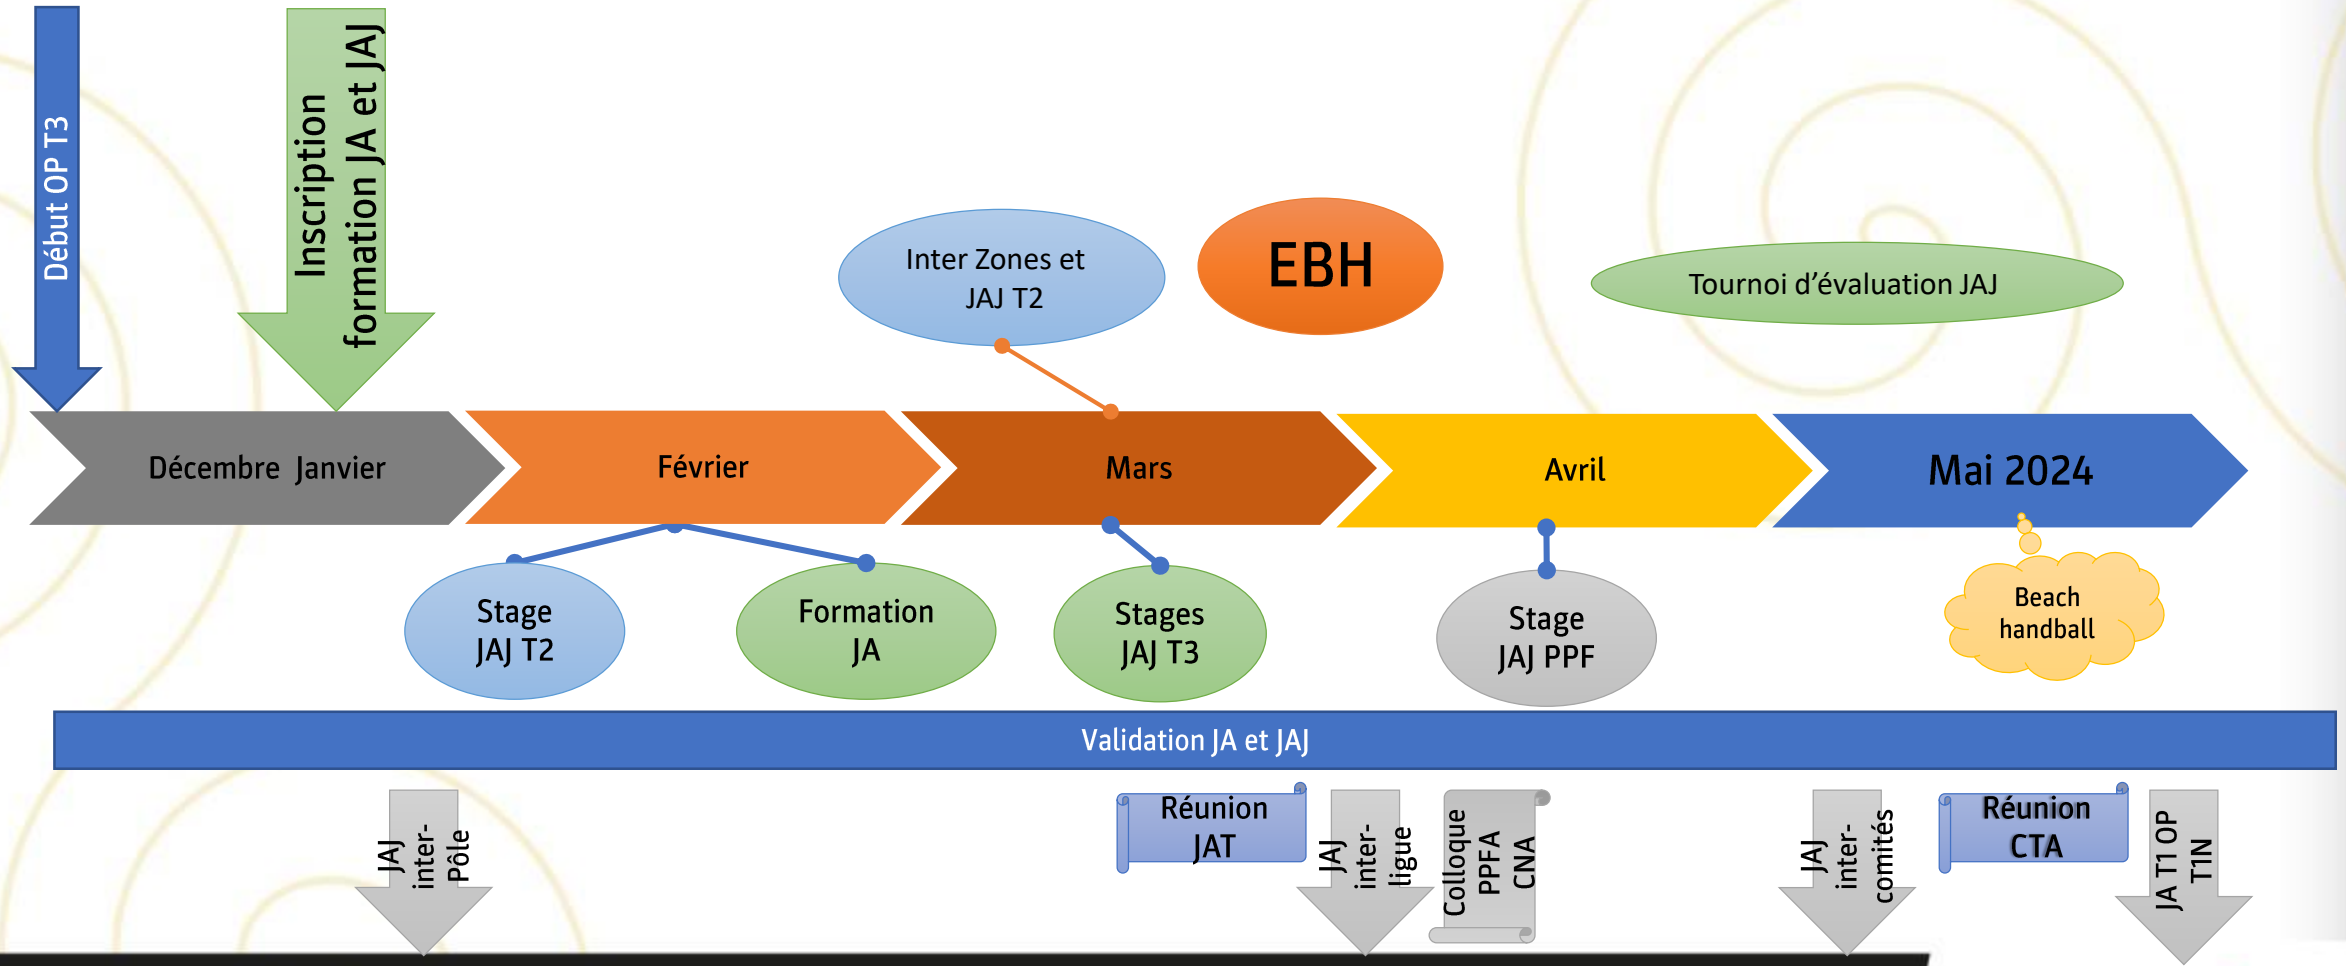 Début OP T3
Inscription
formation JA et JAJ
Inter Zones et
JAJ T2
EBH
Tournoi d'évaluation JAJ
Décembre  Janvier
Février
Mars
Avril
Mai 2024
Stage
JAJ T2
Formation
JA
Stages
JAJ T3
Stage
JAJ PPF
Beach
handball
Validation JA et JAJ
JAJ
inter-
Pôle
Réunion
JAT
JAJ
inter-
ligue
Colloque
PPFA
CNA
JAJ
inter-
comités
Réunion
CTA
JA T1 OP
T1N